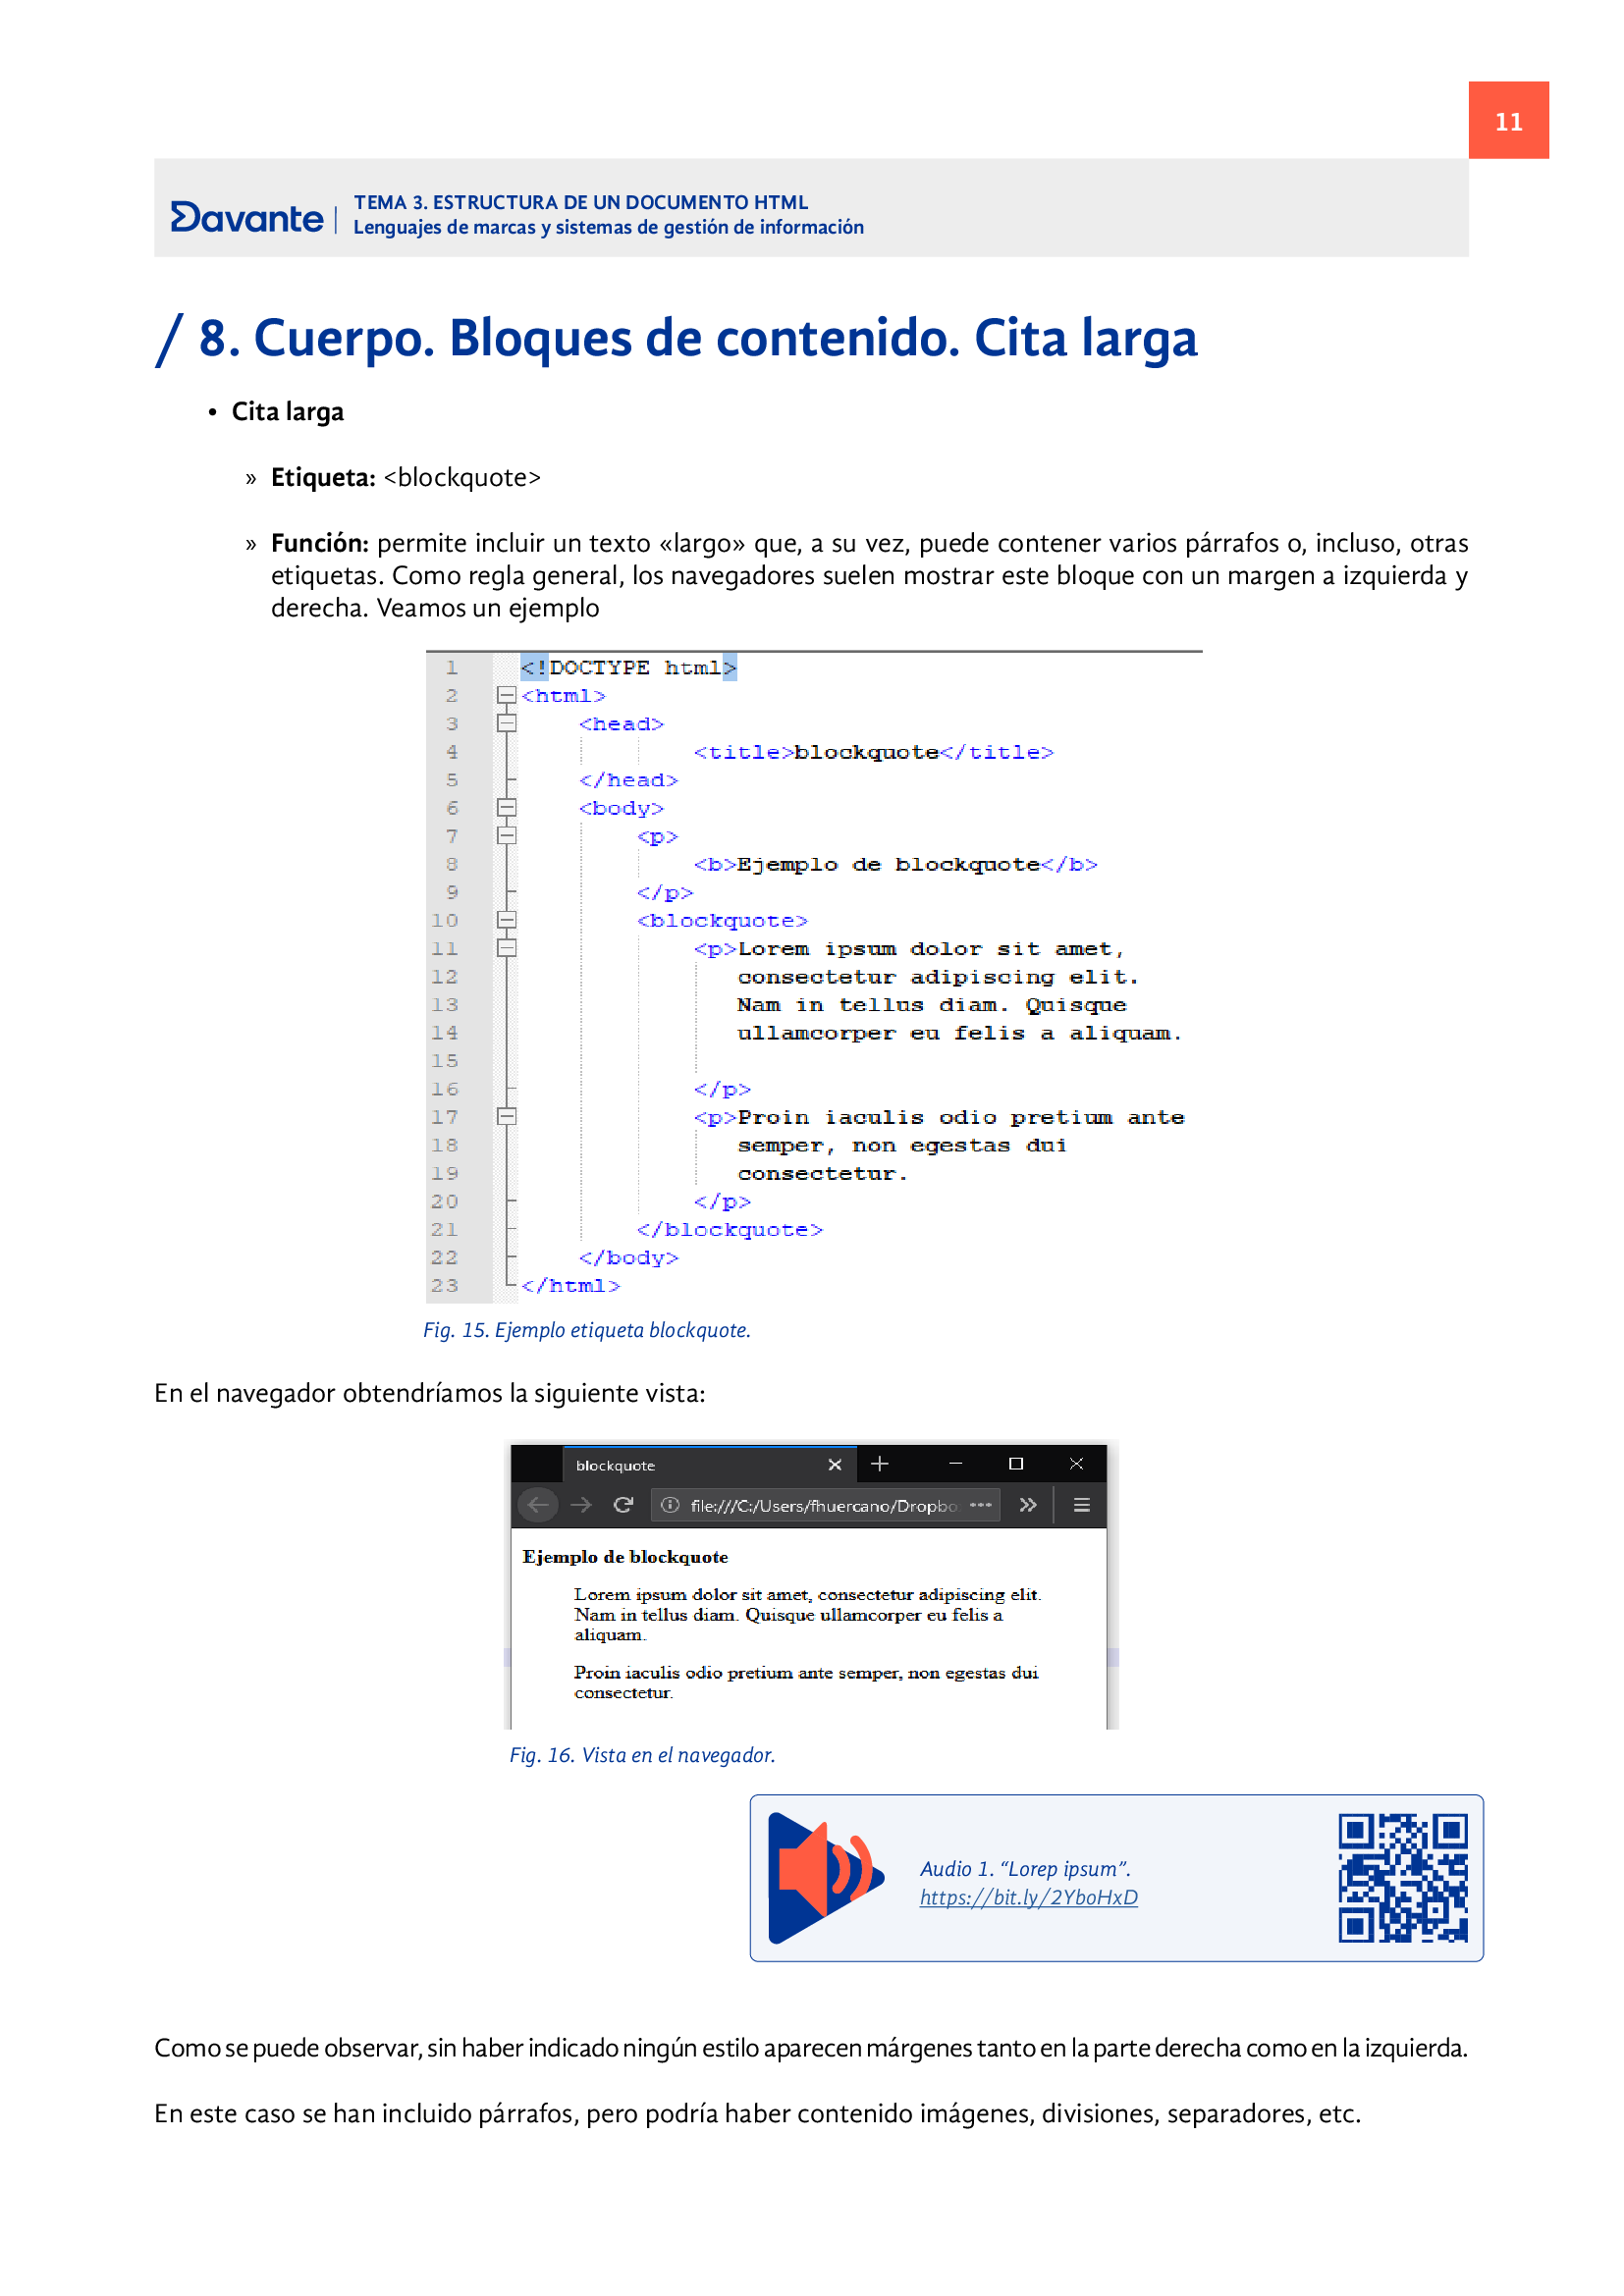 11
Davante
TEMA 3. ESTRUCTURA DE UN DOCUMENTO HTML
Lenguajes de marcas y sistemas de gestión de información
/ 8. Cuerpo. Bloques de contenido. Cita larga
• Cita larga
» Etiqueta: <blockquote>
» Función: permite incluir un texto «largo» que, a su vez, puede contener varios párrafos o, incluso, otras
etiquetas. Como regla general, los navegadores suelen mostrar este bloque con un margen a izquierda y
derecha. Veamos un ejemplo
1 <!DOCTYPE html>
2 <html>
3 <head>
4 <title>blockquote</title>
5 </head>
6 <body>
7 <p>
8 <b>Ejemplo de blockquote</b>
9 </p>
10 <blockquote>
11 <p>Lorem ipsum dolor sit amet,
12 consectetur adipiscing elit.
13 Nam in tellus diam. Quisque
14 ullamcorper eu felis a aliquam.
15
16 </p>
17 <p>Proin iaculis odio pretium ante
18 semper, non egestas dui
19 consectetur.
20 </p>
21 </blockquote>
22 </body>
23 </html>
Fig. 15. Ejemplo etiqueta blockquote.
En el navegador obtendríamos la siguiente vista:
blockquote
file:///C:/Users/fhuercano/Dropbo
Ejemplo de blockquote
Lorem ipsum dolor sit amet, consectetur adipiscing elit.
Nam in tellus diam. Quisque ullamcorper eu felis a
aliquam.
Proin iaculis odio pretium ante semper, non egestas dui
consectetur.
Fig. 16. Vista en el navegador.
Audio 1. “Lorep ipsum”.
https://bit.ly/2YboHxD
Como se puede observar, sin haber indicado ningún estilo aparecen márgenes tanto en la parte derecha como en la izquierda.
En este caso se han incluido párrafos, pero podría haber contenido imágenes, divisiones, separadores, etc.